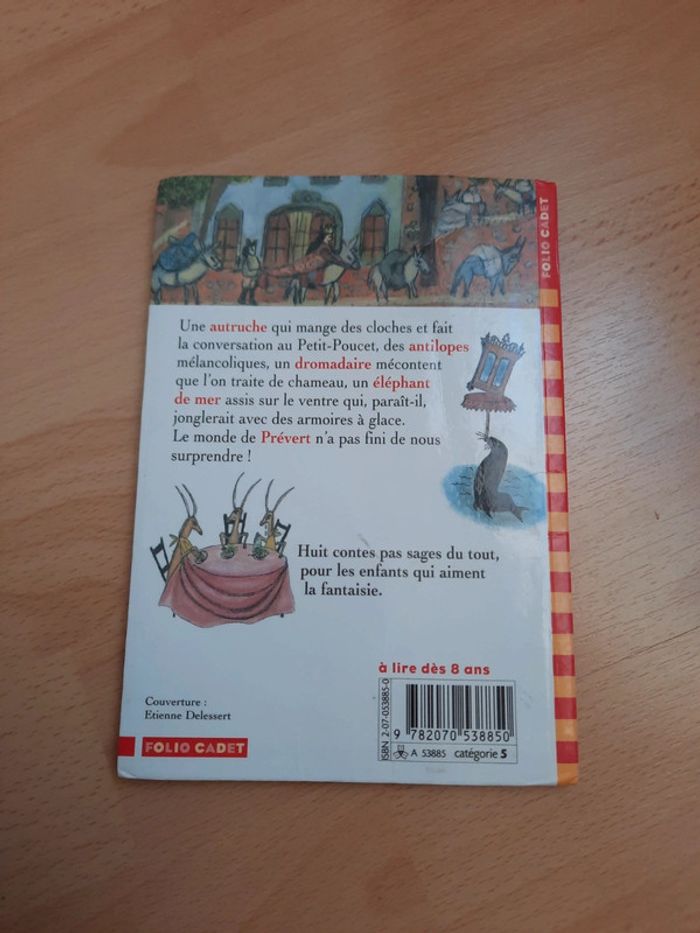 FOLIO CADET
Une autruche qui mange des cloches et fait
la conversation au Petit-Poucet, des antilopes
mélancoliques, un dromadaire mécontent
que l'on traite de chameau, un éléphant
de mer assis sur le ventre qui, paraît-il,
jonglerait avec des armoires à glace.
Le monde de Prévert n'a pas fini de nous
surprendre !
Huit contes pas sages du tout,
pour les enfants qui aiment
la fantaisie.
à lire dès 8 ans
Couverture :
Etienne Delessert
FOLIO CADET
ISBN 2-07-053885-0
9 782070 538850
A 53885 catégorie 5